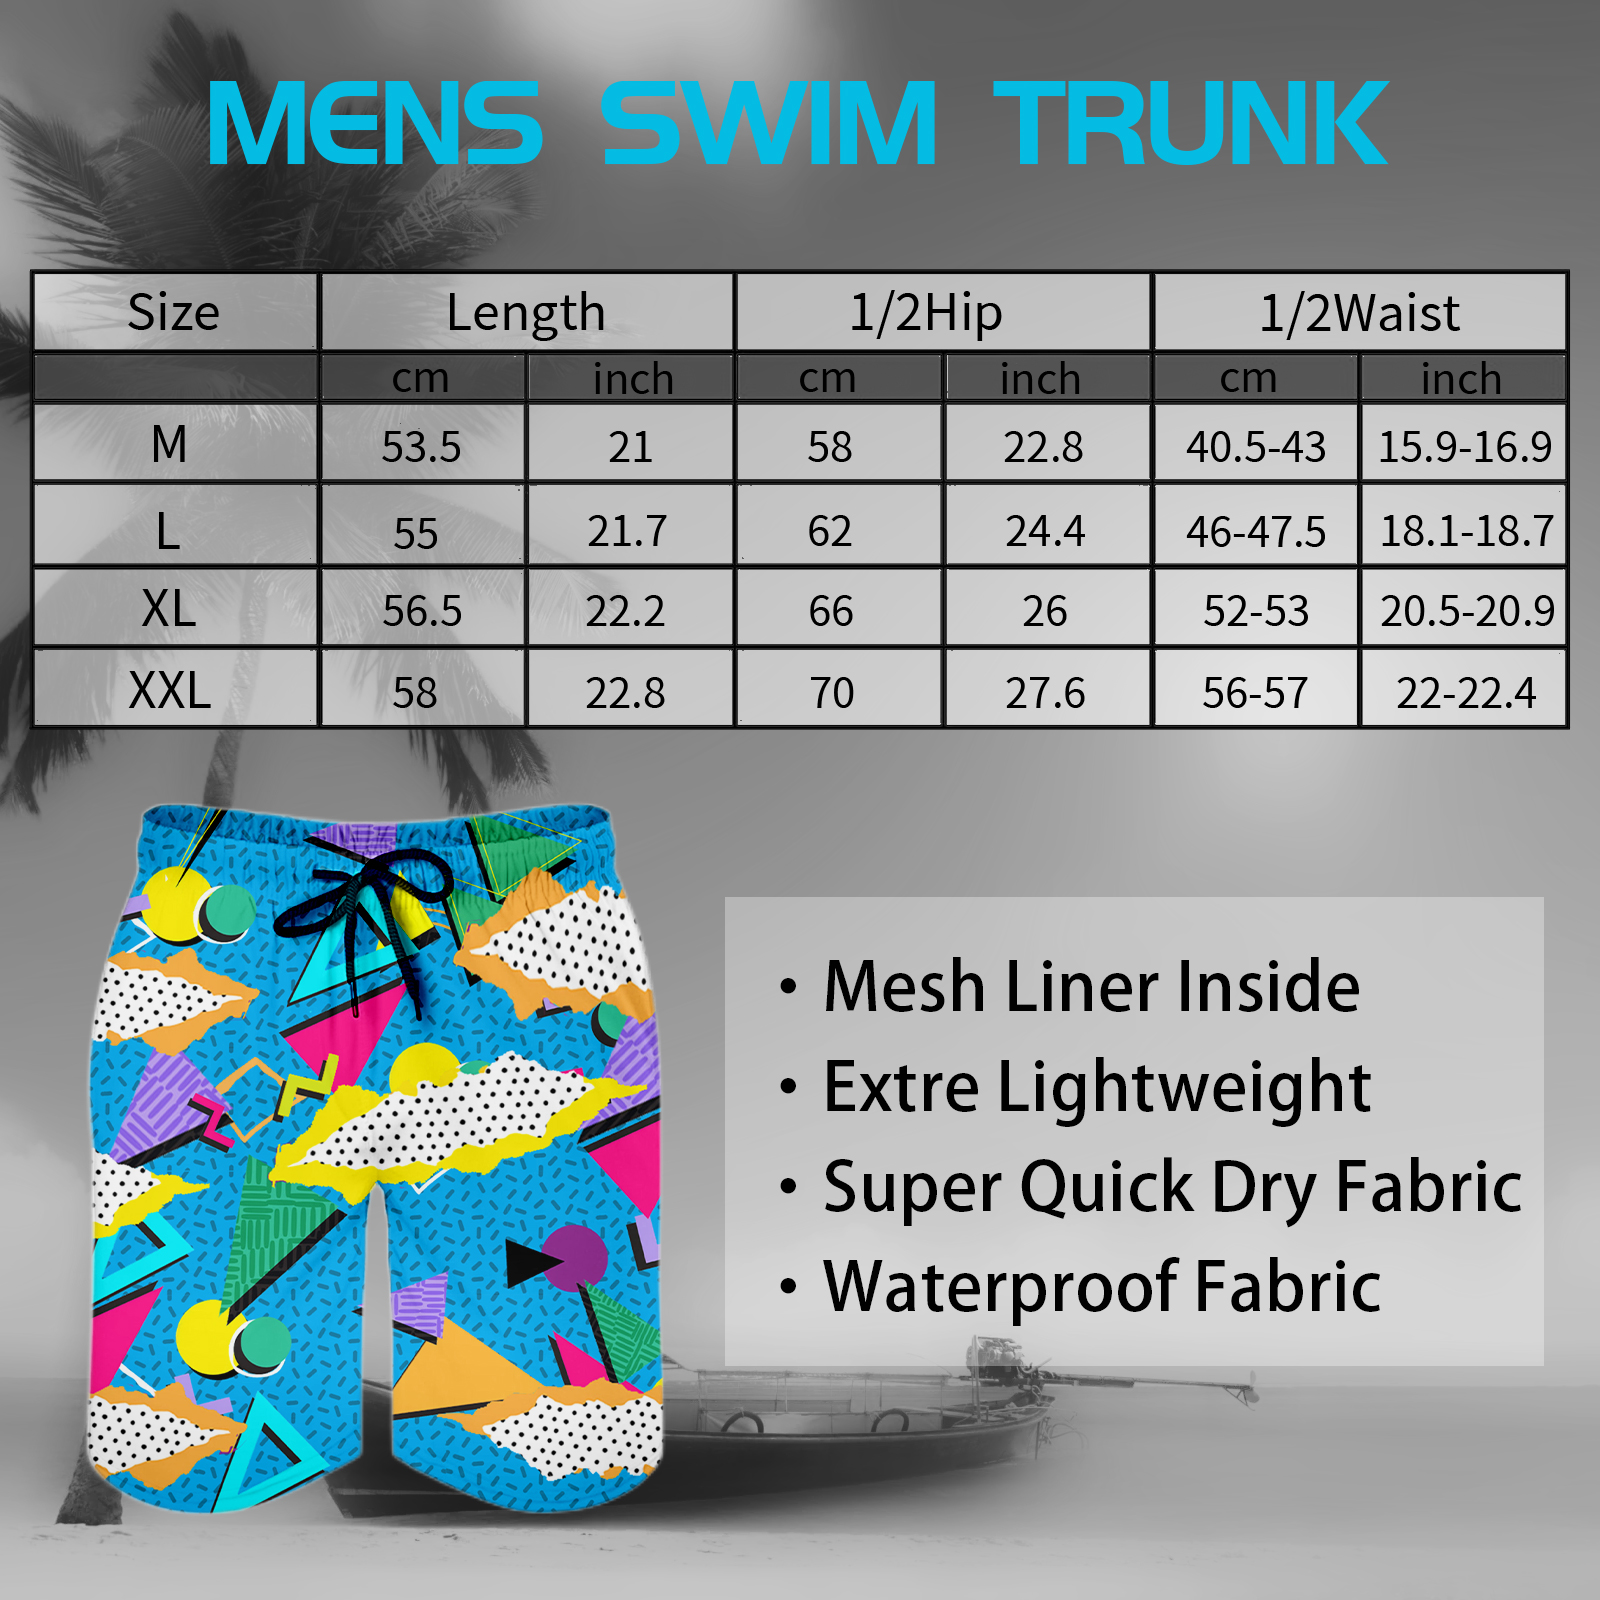 MENS SWIM TRUNK
Size Length 1/2Hip 1/2Waist
cm inch cm inch cm inch
M 53.5 21 58 22.8 40.5-43 15.9-16.9
L 55 21.7 62 24.4 46-47.5 18.1-18.7
XL 56.5 22.2 66 26 52-53 20.5-20.9
XXL 58 22.8 70 27.6 56-57 22-22.4
• Mesh Liner Inside
• Extre Lightweight
• Super Quick Dry Fabric
• Waterproof Fabric